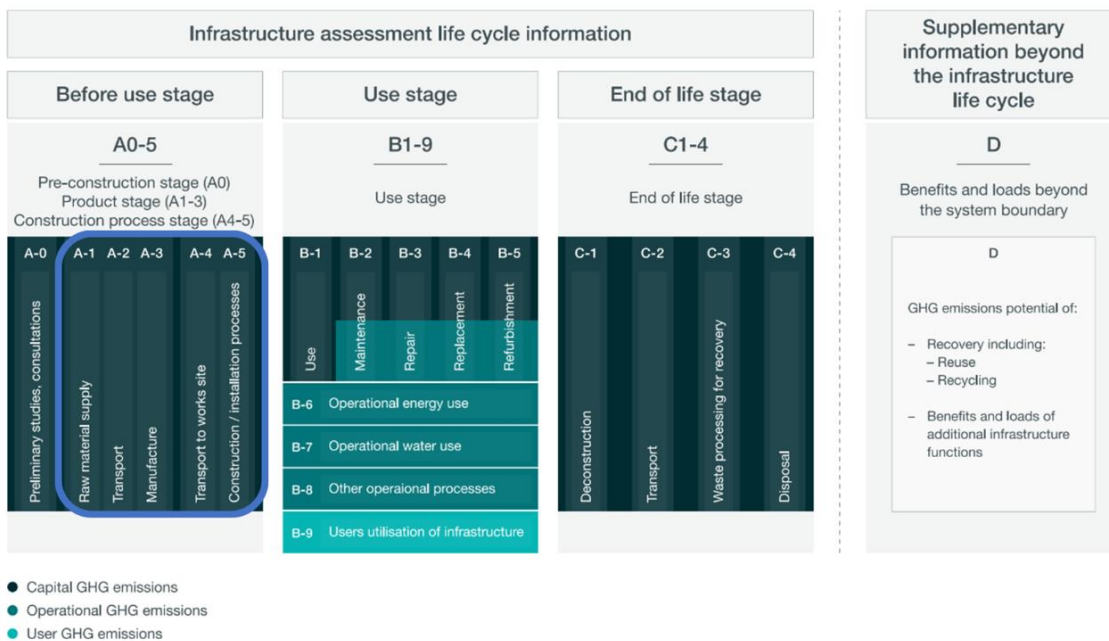 Infrastructure assessment life cycle information
Supplementary
information beyond
the infrastructure
life cycle
Before use stage
Use stage
End of life stage
A0-5
Pre-construction stage (A0)
Product stage (A1-3)
Construction process stage (A4-5)
B1-9
Use stage
C1-4
End of life stage
D
Benefits and loads beyond
the system boundary
A-0
Preliminary studies, consultations
A-1
Raw material supply
A-2
Transport
A-3
Manufacture
A-4
Transport to works site
A-5
Construction / installation processes
B-1
Use
B-2
Maintenance
B-3
Repair
B-4
Replacement
B-5
Refurbishment
B-6 Operational energy use
B-7 Operational water use
B-8 Other operaional processes
B-9 Users utilisation of infrastructure
C-1
Deconstruction
C-2
Transport
C-3
Waste processing for recovery
C-4
Disposal
D
GHG emissions potential of:
– Recovery including:
– Reuse
– Recycling
– Benefits and loads of
additional infrastructure
functions
Capital GHG emissions
Operational GHG emissions
User GHG emissions